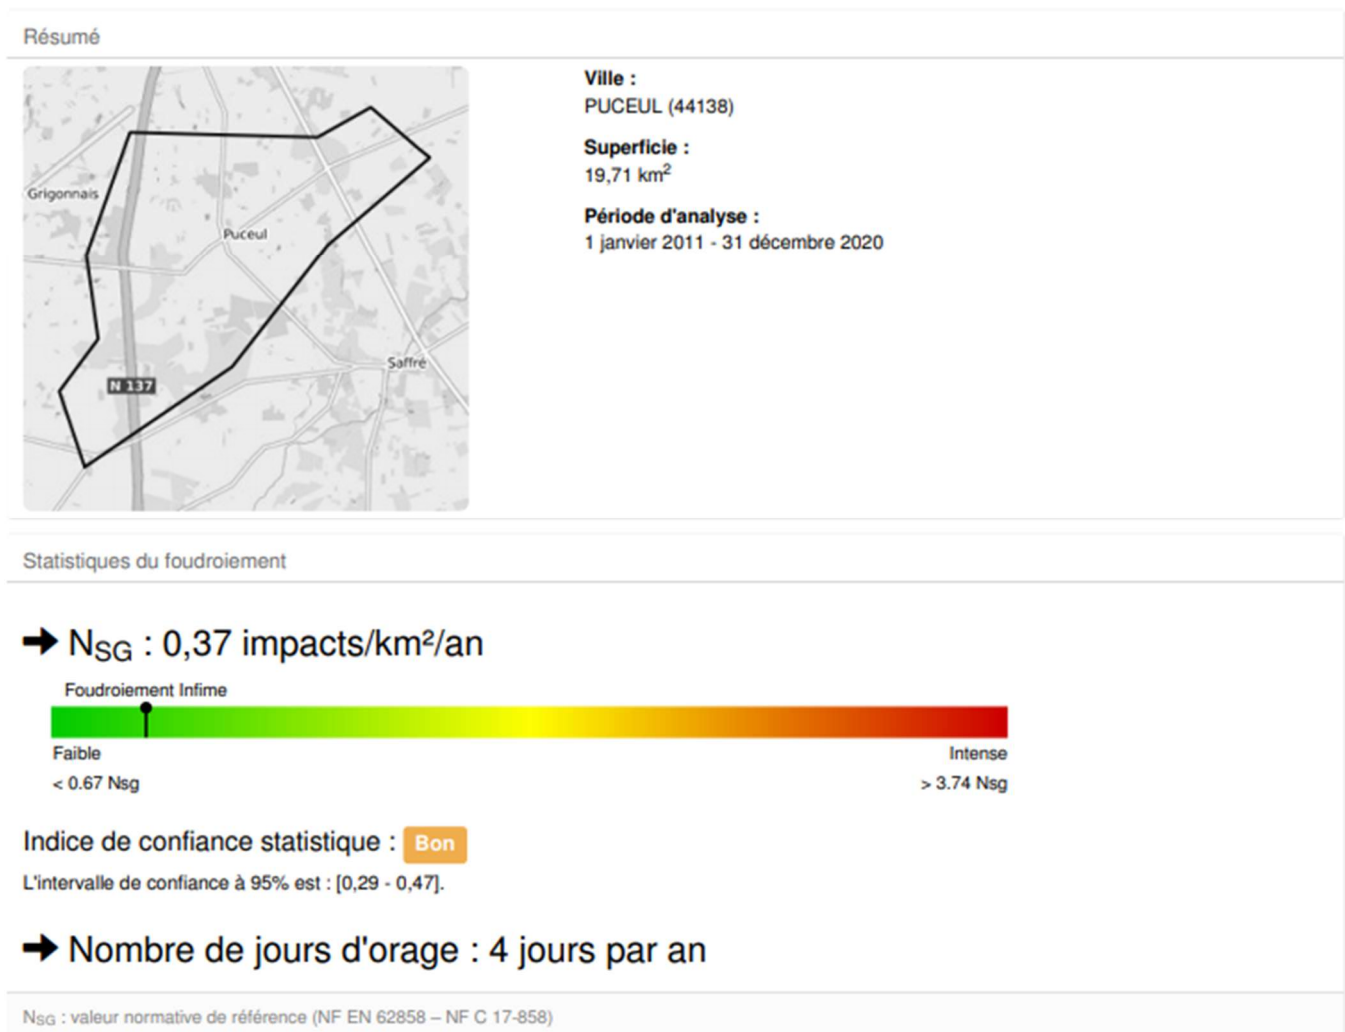 Résumé
Grigonnais
Puceul
Saffré
N 137
Ville :
PUCEUL (44138)
Superficie :
19,71 km²
Période d'analyse :
1 janvier 2011 - 31 décembre 2020
Statistiques du foudroiement
➜ NSG : 0,37 impacts/km²/an
Foudroiement Infime
Faible
Intense
< 0.67 Nsg
> 3.74 Nsg
Indice de confiance statistique : Bon
L'intervalle de confiance à 95% est : [0,29 - 0,47].
➜ Nombre de jours d'orage : 4 jours par an
NSG : valeur normative de référence (NF EN 62858 – NF C 17-858)